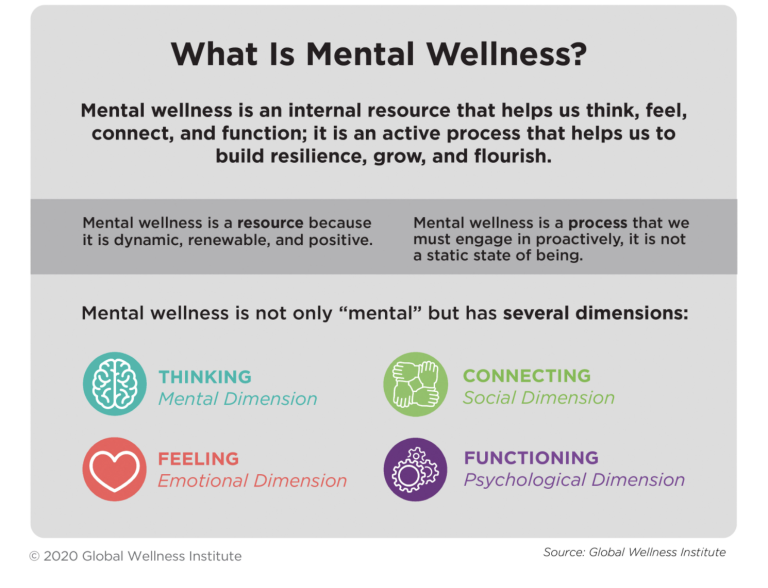 What Is Mental Wellness?
Mental wellness is an internal resource that helps us think, feel,
connect, and function; it is an active process that helps us to
build resilience, grow, and flourish.
Mental wellness is a resource because
it is dynamic, renewable, and positive.
Mental wellness is a process that we
must engage in proactively, it is not
a static state of being.
Mental wellness is not only “mental” but has several dimensions:
THINKING
Mental Dimension
CONNECTING
Social Dimension
FEELING
Emotional Dimension
FUNCTIONING
Psychological Dimension
© 2020 Global Wellness Institute
Source: Global Wellness Institute